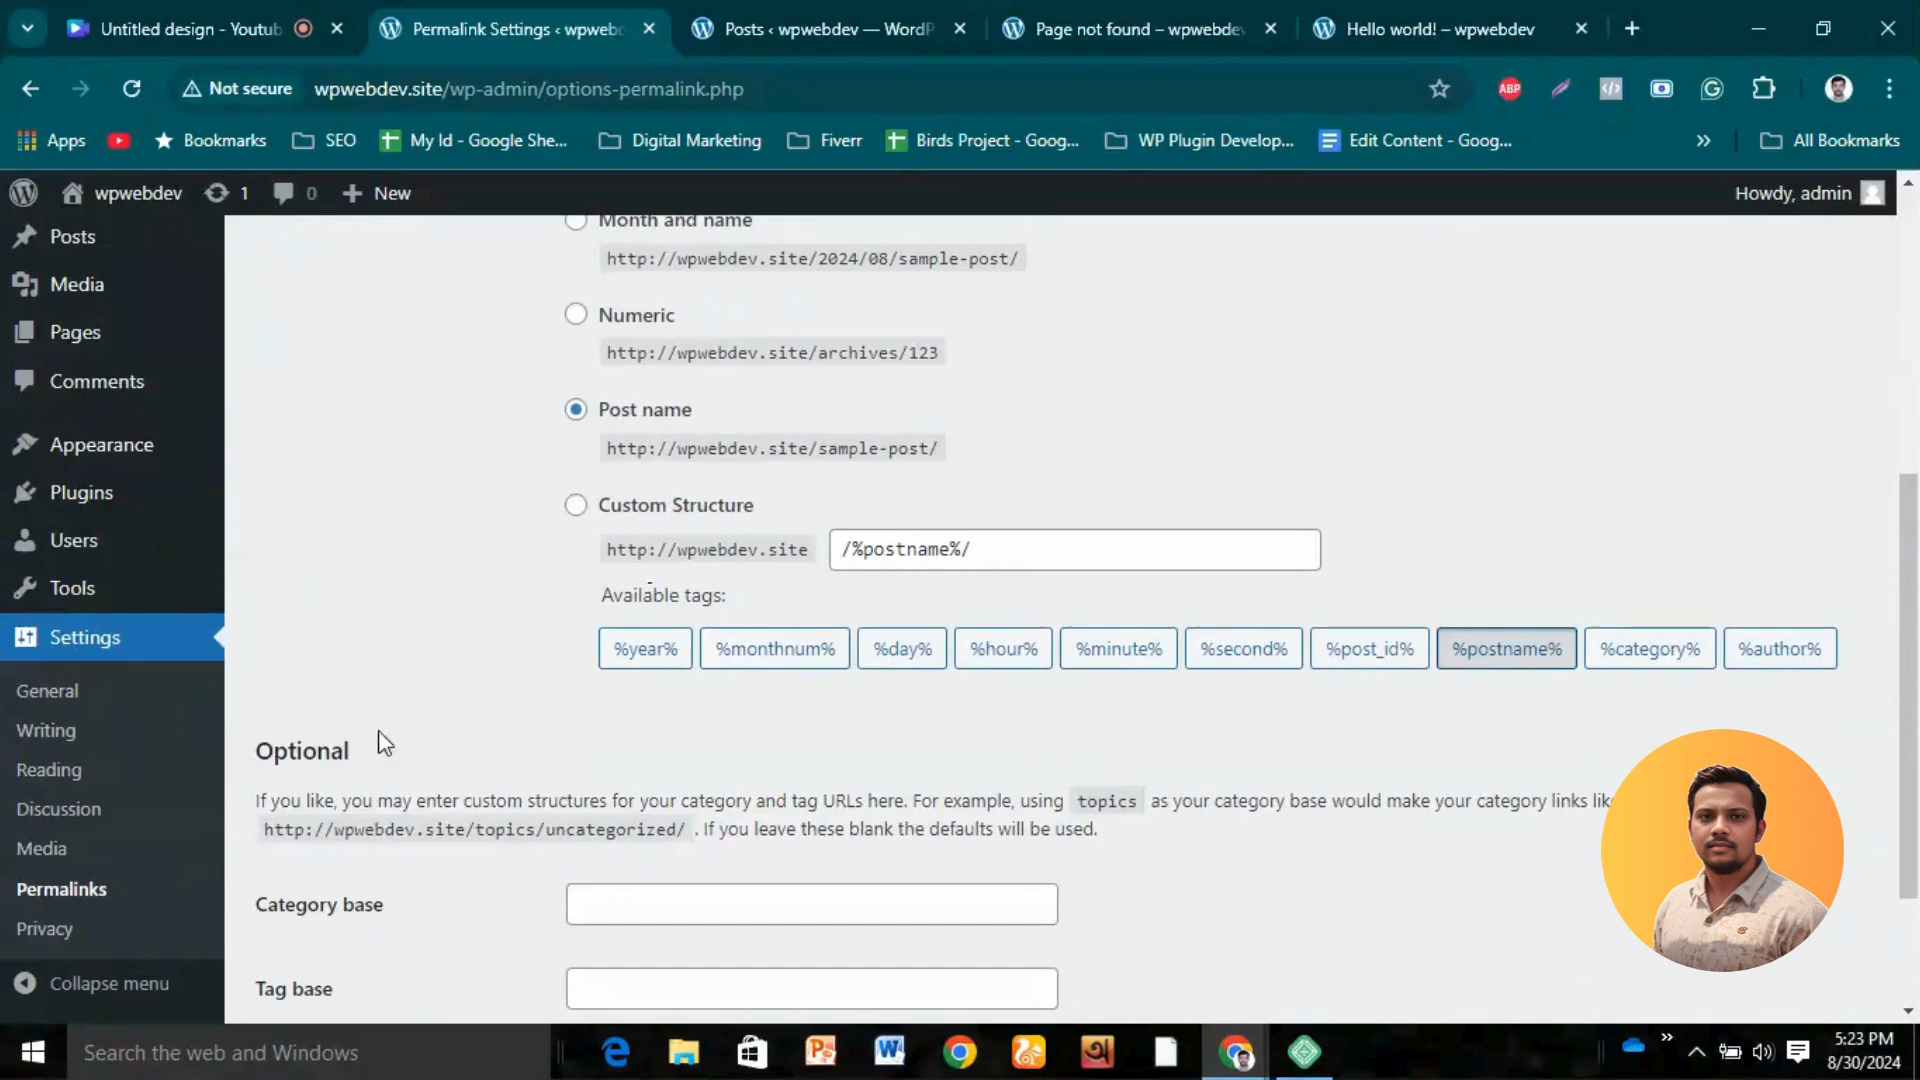 Untitled design - Youtub
Permalink Settings ‹ wpwebd
Posts ‹ wpwebdev — WordP
Page not found – wpwebdev
Hello world! – wpwebdev
Not secure
wpwebdev.site/wp-admin/options-permalink.php
ABP
Apps
Bookmarks
SEO
My Id - Google She...
Digital Marketing
Fiverr
Birds Project - Goog...
WP Plugin Develop...
Edit Content - Goog...
»
All Bookmarks
wpwebdev
1
0
New
Howdy, admin
Posts
Media
Pages
Comments
Appearance
Plugins
Users
Tools
Settings
General
Writing
Reading
Discussion
Media
Permalinks
Privacy
Collapse menu
Month and name
http://wpwebdev.site/2024/08/sample-post/
Numeric
http://wpwebdev.site/archives/123
Post name
http://wpwebdev.site/sample-post/
Custom Structure
http://wpwebdev.site
/%postname%/
Available tags:
%year%
%monthnum%
%day%
%hour%
%minute%
%second%
%post_id%
%postname%
%category%
%author%
Optional
If you like, you may enter custom structures for your category and tag URLs here. For example, using topics as your category base would make your category links lik
http://wpwebdev.site/topics/uncategorized/ . If you leave these blank the defaults will be used.
Category base
Tag base
Search the web and Windows
5:23 PM
8/30/2024